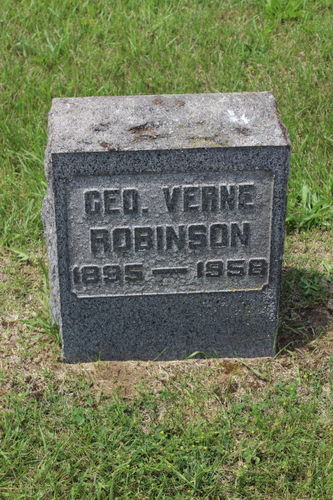 GEO. VERNE
ROBINSON
1895 — 1958